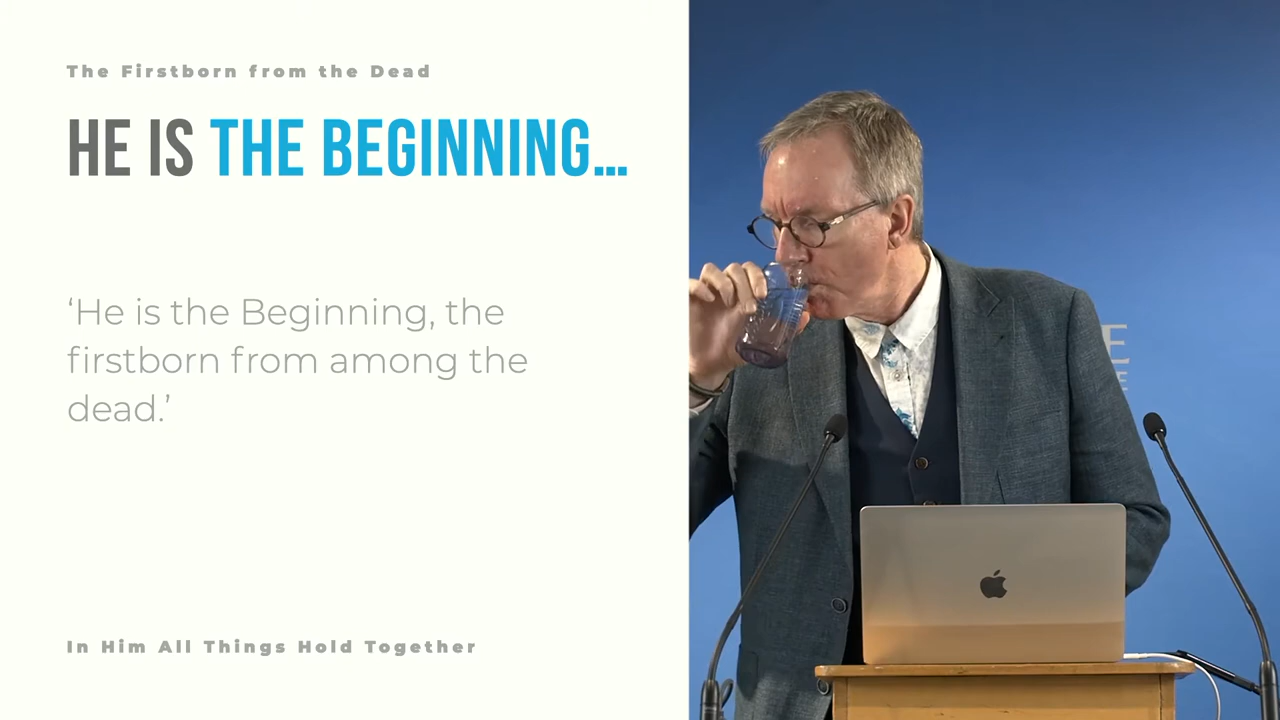 The Firstborn from the Dead
HE IS THE BEGINNING...
‘He is the Beginning, the
firstborn from among the
dead.’
In Him All Things Hold Together
E
E